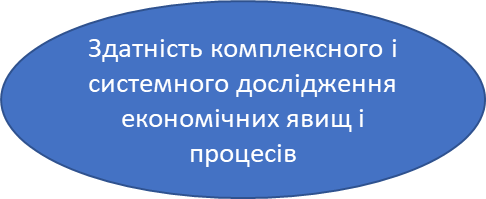 Здатність комплексного і
системного дослідження
економічних явищ і
процесів